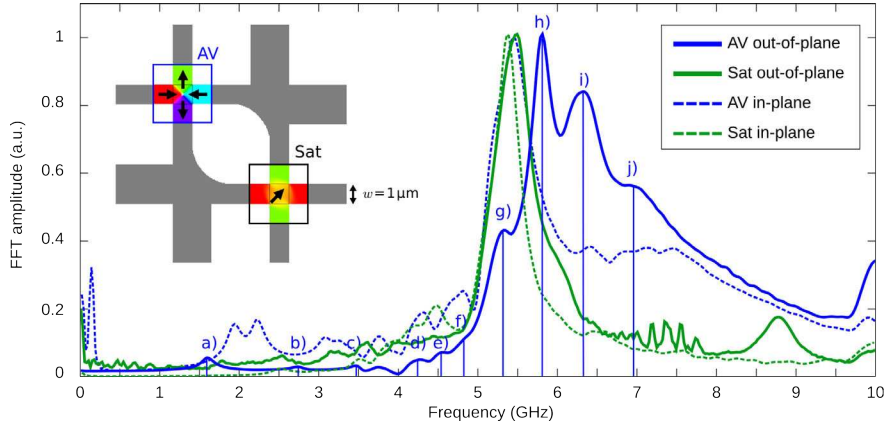 h)
1
AV
AV out-of-plane
Sat out-of-plane
AV in-plane
Sat in-plane
i)
0.8
Sat
j)
0.6
w=1μm
g)
FFT amplitude (a.u.)
0.4
0.2
f)
a) b) c) d) e)
0
0 1 2 3 4 5 6 7 8 9 10
Frequency (GHz)